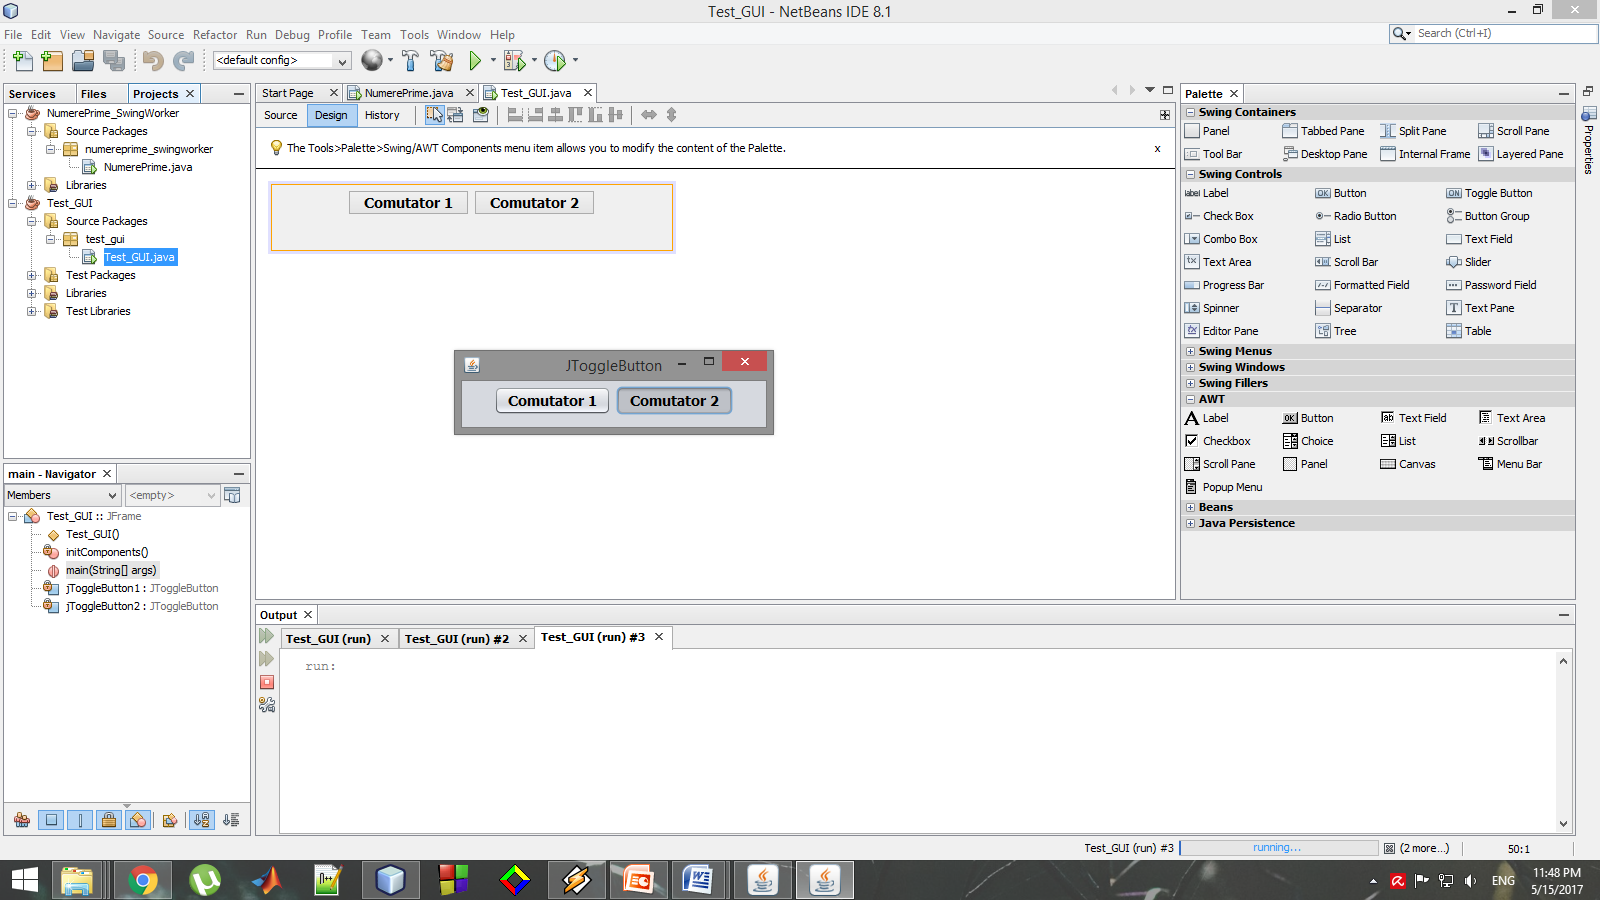 Test_GUI - NetBeans IDE 8.1
File Edit View Navigate Source Refactor Run Debug Profile Team Tools Window Help
Search (Ctrl+I)
<default config>
Services Files Projects
NumerePrime_SwingWorker
Source Packages
numereprime_swingworker
NumerePrime.java
Libraries
Test_GUI
Source Packages
test_gui
Test_GUI.java
Test Packages
Libraries
Test Libraries
main - Navigator
Members <empty>
Test_GUI :: JFrame
Test_GUI()
initComponents()
main(String[] args)
jToggleButton1 : JToggleButton
jToggleButton2 : JToggleButton
Start Page NumerePrime.java Test_GUI.java
Source Design History
The Tools>Palette>Swing/AWT Components menu item allows you to modify the content of the Palette. x
Comutator 1 Comutator 2
JToggleButton
Comutator 1 Comutator 2
Palette
Swing Containers
Panel Tabbed Pane Split Pane Scroll Pane
Tool Bar Desktop Pane Internal Frame Layered Pane
Swing Controls
label Label OK Button ON Toggle Button
Check Box Radio Button Button Group
Combo Box List Text Field
Text Area Scroll Bar Slider
Progress Bar Formatted Field Password Field
Spinner Separator Text Pane
Editor Pane Tree Table
Swing Menus
Swing Windows
Swing Fillers
AWT
Label OK Button Text Field Text Area
Checkbox Choice List Scrollbar
Scroll Pane Panel Canvas Menu Bar
Popup Menu
Beans
Java Persistence
Properties
Output
Test_GUI (run) Test_GUI (run) #2 Test_GUI (run) #3
run:
Test_GUI (run) #3 running... (2 more...) 50:1
ENG 11:48 PM
5/15/2017